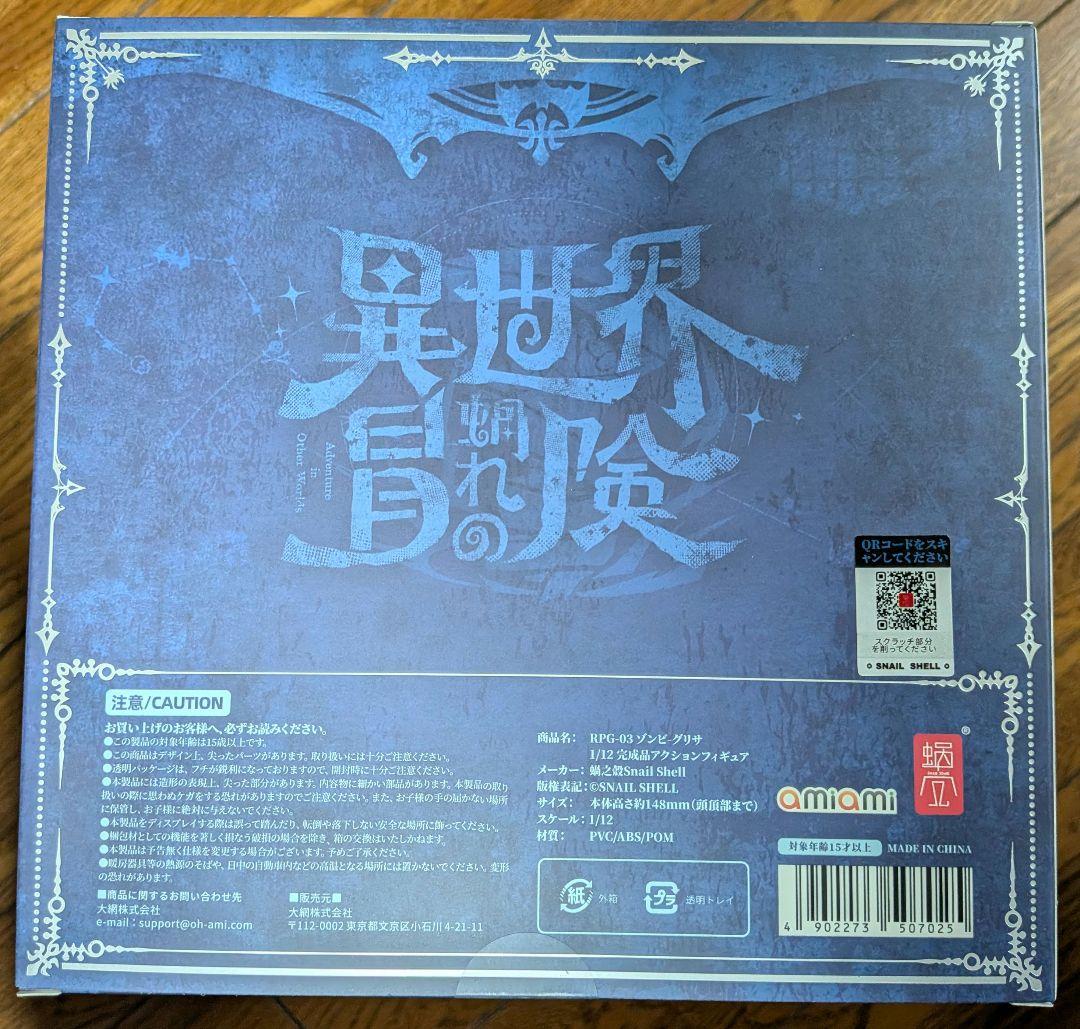 異世界
蝸れの
冒険
Adventure
in
Other Worlds
QRコードをスキ
ャンしてください
スクラッチ部分
を削ってください
SNAIL SHELL
注意/CAUTION
お買い上げのお客様へ、必ずお読みください。
●この製品の対象年齢は15歳以上です。
●この商品はデザイン上、尖ったパーツがあります。取り扱いには十分ご注意ください。
●透明パッケージは、フチが鋭利になっておりますので、開封時に十分ご注意ください。
●本製品には造形の表現上、尖った部分があります。内容物に細かい部品があります。本製品の取り
扱いの際に思わぬケガをする恐れがありますのでご注意ください。また、お子様の手の届かない場所
に保管し、お子様に絶対に与えないでください。
●本製品をディスプレイする際は誤って踏んだり、転倒や落下しない安全な場所に飾ってください。
●梱包材としての機能を著しく損なう破損の場合を除き、箱の交換はいたしかねます。
●本製品は予告無く仕様を変更する場合がございます。予めご了承ください。
●暖房器具等の熱源のそばや、日中の自動車内などの高温となる場所には置かないでください。変形
の恐れがあります。
■商品に関するお問い合わせ先
大網株式会社
e-mail：support@oh-ami.com
■販売元■
大網株式会社
〒112-0002 東京都文京区小石川 4-21-11
商品名： RPG-03 ゾンビ・グリサ
1/12 完成品アクションフィギュア
メーカー：蝸之殻Snail Shell
版権表記：©SNAIL SHELL
サイズ： 本体高さ約148mm(頭頂部まで)
スケール：1/12
材質： PVC/ABS/POM
紙 外箱
プラ 透明トレイ
amiami
蝸
Snail Shell
®
対象年齢15才以上
MADE IN CHINA
4 902273 507025